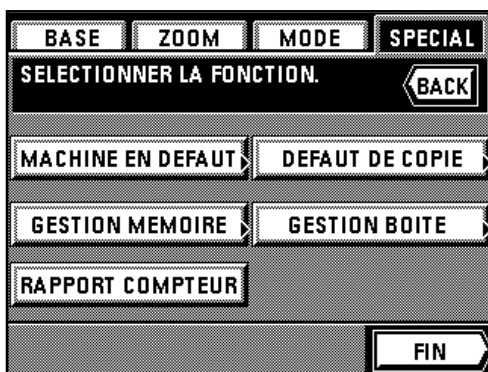 BASE ZOOM MODE SPECIAL
SELECTIONNER LA FONCTION.
BACK
MACHINE EN DEFAUT DEFAUT DE COPIE
GESTION MEMOIRE GESTION BOITE
RAPPORT COMPTEUR
FIN